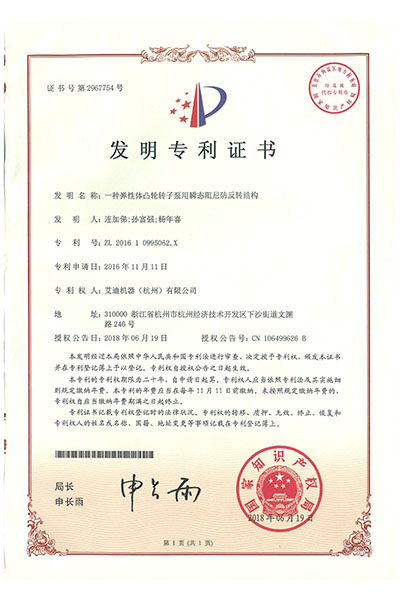 证书号第2967754号
发明专利证书
发 明 名 称：一种弹性体凸轮转子泵用瞬态阻尼防反转结构
发 明 人：连加俤;孙富强;杨年喜
专 利 号：ZL 2016 1 0995062.X
专利申请日：2016年11月11日
专 利 权 人：艾迪机器（杭州）有限公司
地 址：310000 浙江省杭州市杭州经济技术开发区下沙街道文渊
路246号
授权公告日：2018年06月19日 授权公告号：CN 106499626 B
本发明经过本局依照中华人民共和国专利法进行审查，决定授予专利权，颁发本证书
并在专利登记簿上予以登记。专利权自授权公告之日起生效。
本专利的专利权期限为二十年，自申请日起算。专利权人应当依照专利法及其实施细
则规定缴纳年费。本专利的年费应当在每年11月11日前缴纳。未按照规定缴纳年费的，
专利权自应当缴纳年费期满之日起终止。
专利证书记载专利权登记时的法律状况。专利权的转移、质押、无效、终止、恢复和
专利权人的姓名或名称、国籍、地址变更等事项记载在专利登记簿上。
局长
申长雨
申长雨
国家知识产权局
2018年06月19日
第 1 页 (共 1 页)